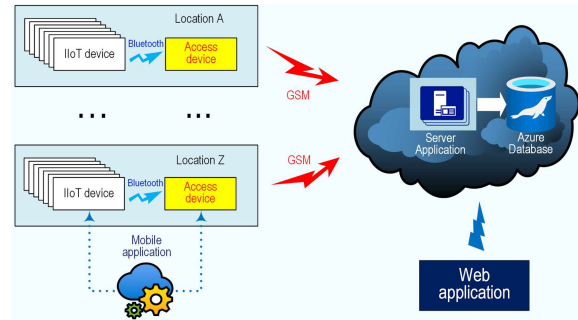 Location A
IIoT device
Bluetooth
Access
device
GSM
... ...
Server
Application
Azure
Database
Location Z
IIoT device
Bluetooth
Access
device
GSM
Mobile
application
Web
application